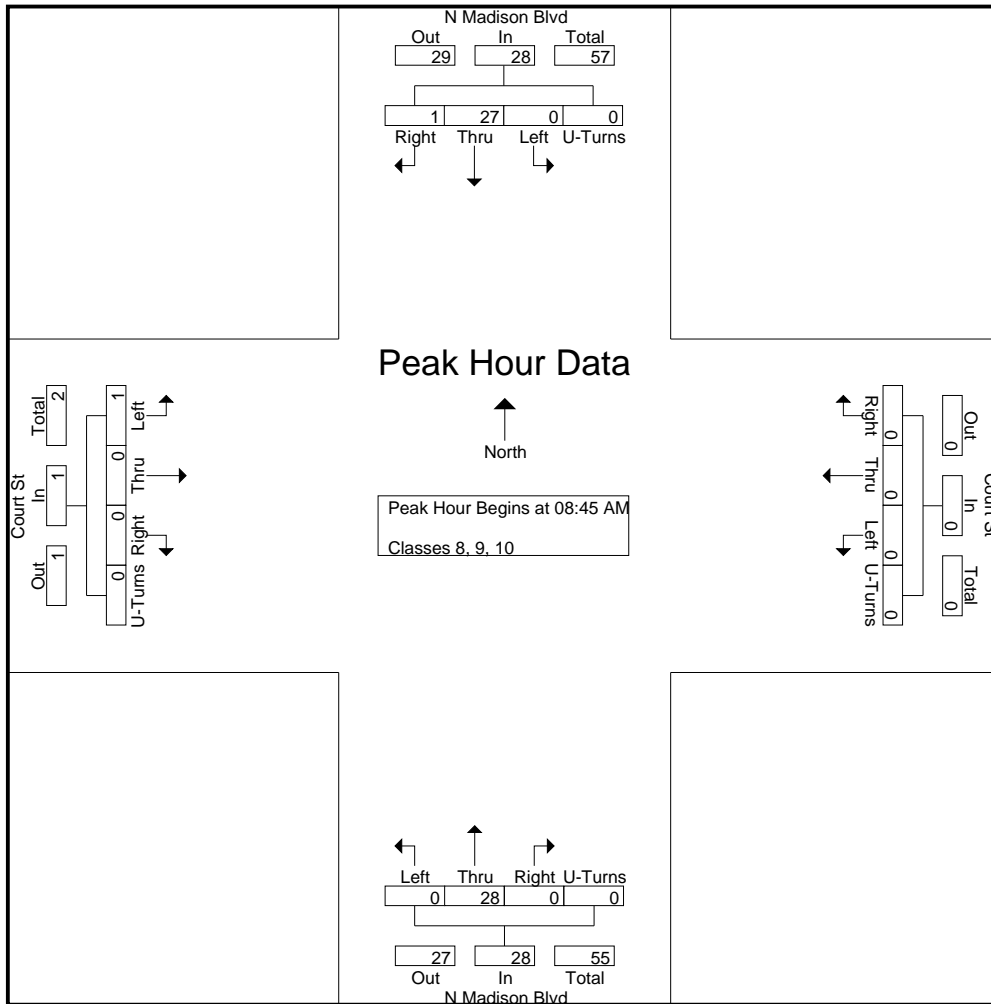 N Madison Blvd
Out In Total
29 28 57
1 27 0 0
Right Thru Left U-Turns
Peak Hour Data
North
Peak Hour Begins at 08:45 AM
Classes 8, 9, 10
Court St
Total In Out
2 1 1
1 0 0 0
Left Thru Right U-Turns
Court St
Out In Total
0 0 0
0 0 0 0
Right Thru Left U-Turns
Left Thru Right U-Turns
0 28 0 0
27 28 55
Out In Total
N Madison Blvd